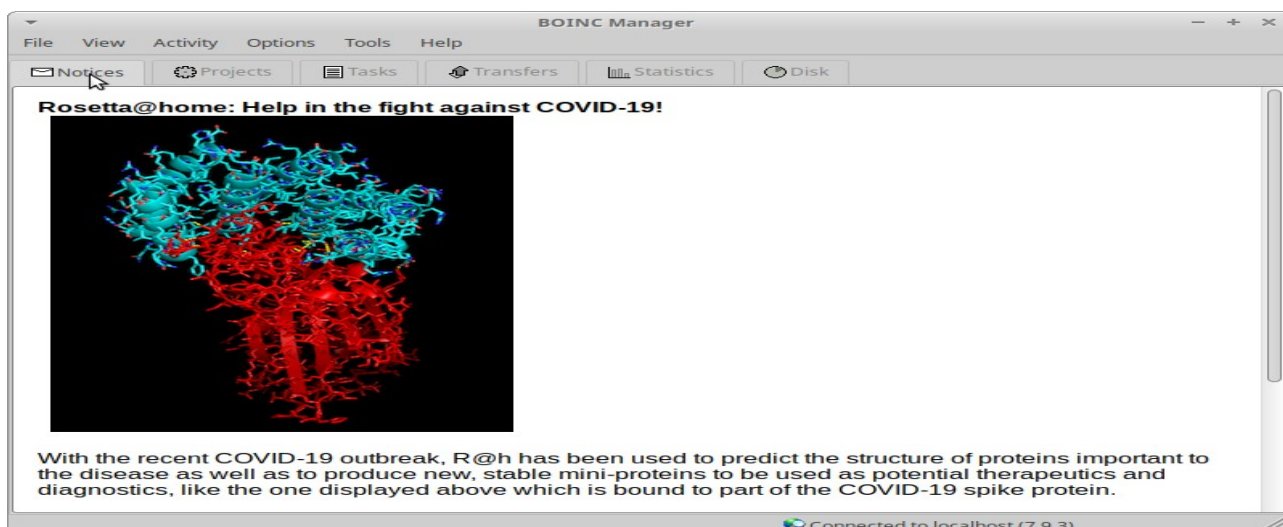 BOINC Manager
File View Activity Options Tools Help
Notices Projects Tasks Transfers Statistics Disk
Rosetta@home: Help in the fight against COVID-19!
With the recent COVID-19 outbreak, R@h has been used to predict the structure of proteins important to
the disease as well as to produce new, stable mini-proteins to be used as potential therapeutics and
diagnostics, like the one displayed above which is bound to part of the COVID-19 spike protein.
Connected to localhost (7.9.3)